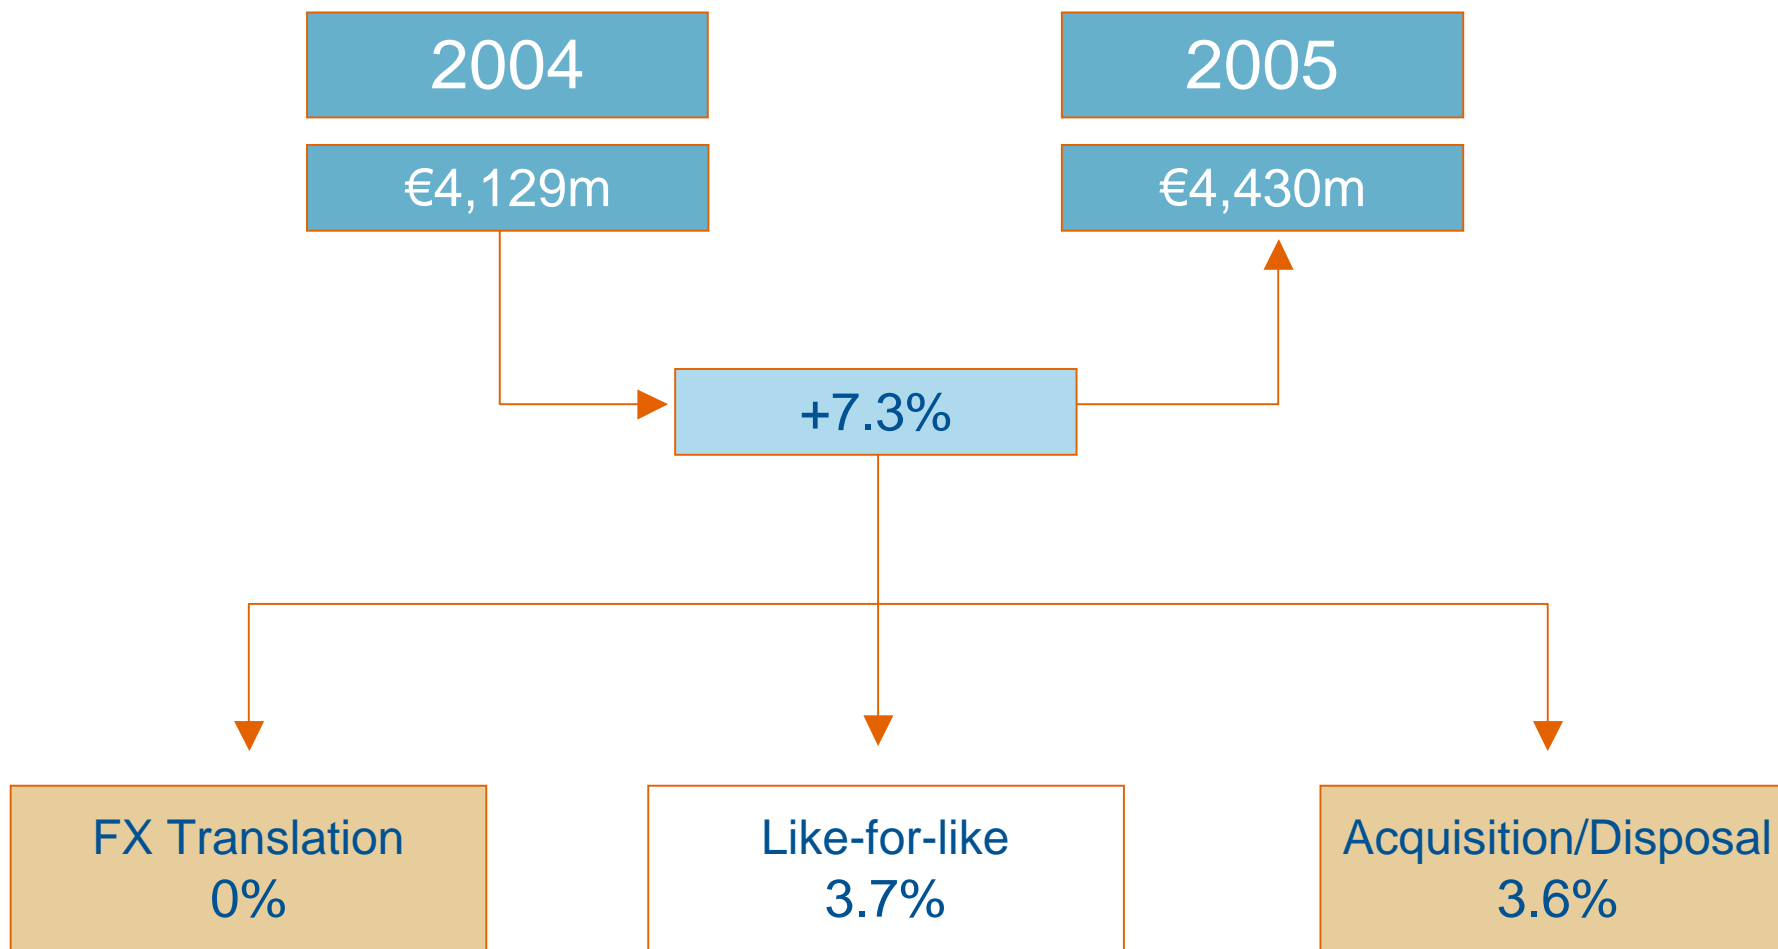 2004
2005
€4,129m
€4,430m
+7.3%
FX Translation
0%
Like-for-like
3.7%
Acquisition/Disposal
3.6%